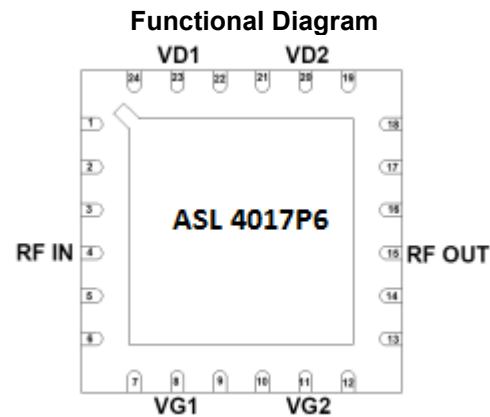 Functional Diagram
VD1 VD2
24 23 22 21 20 19
1 18
2 17
3 ASL 4017P6 16
RF IN 4 15 RF OUT
5 14
6 13
7 8 9 10 11 12
VG1 VG2